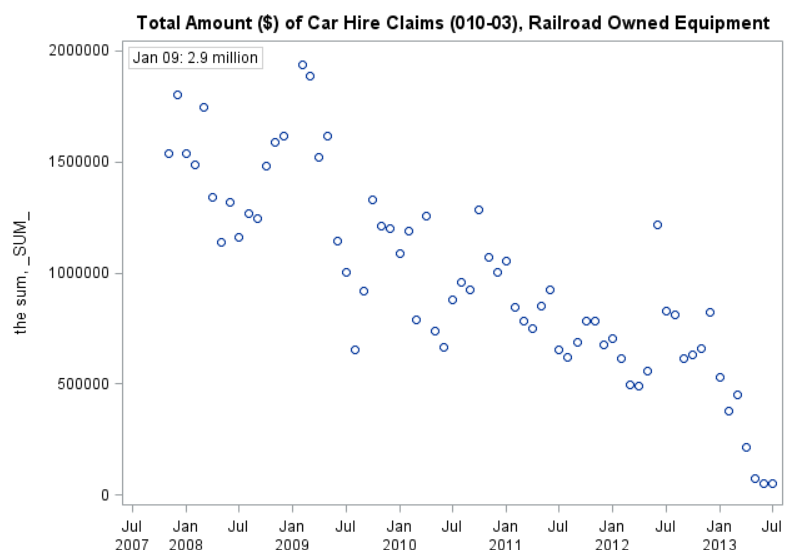 Total Amount ($) of Car Hire Claims (010-03), Railroad Owned Equipment
Jan 09: 2.9 million
2000000
1500000
1000000
500000
0
the sum, _SUM_
Jul Jan Jul Jan Jul Jan Jul Jan Jul Jan Jul Jan Jul
2007 2008 2009 2010 2011 2012 2013